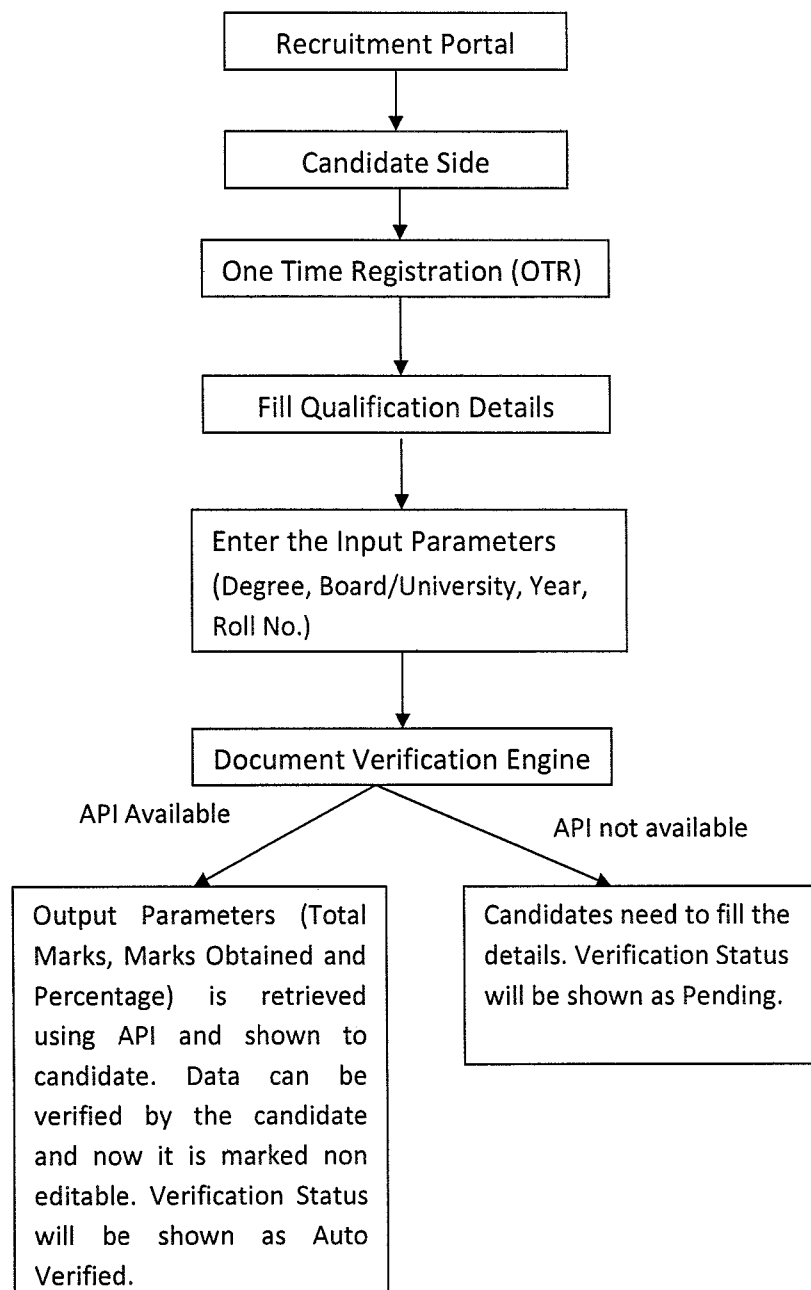 Recruitment Portal
Candidate Side
One Time Registration (OTR)
Fill Qualification Details
Enter the Input Parameters
(Degree, Board/University, Year,
Roll No.)
Document Verification Engine
API Available
API not available
Output Parameters (Total
Marks, Marks Obtained and
Percentage) is retrieved
using API and shown to
candidate. Data can be
verified by the candidate
and now it is marked non
editable. Verification Status
will be shown as Auto
Verified.
Candidates need to fill the
details. Verification Status
will be shown as Pending.